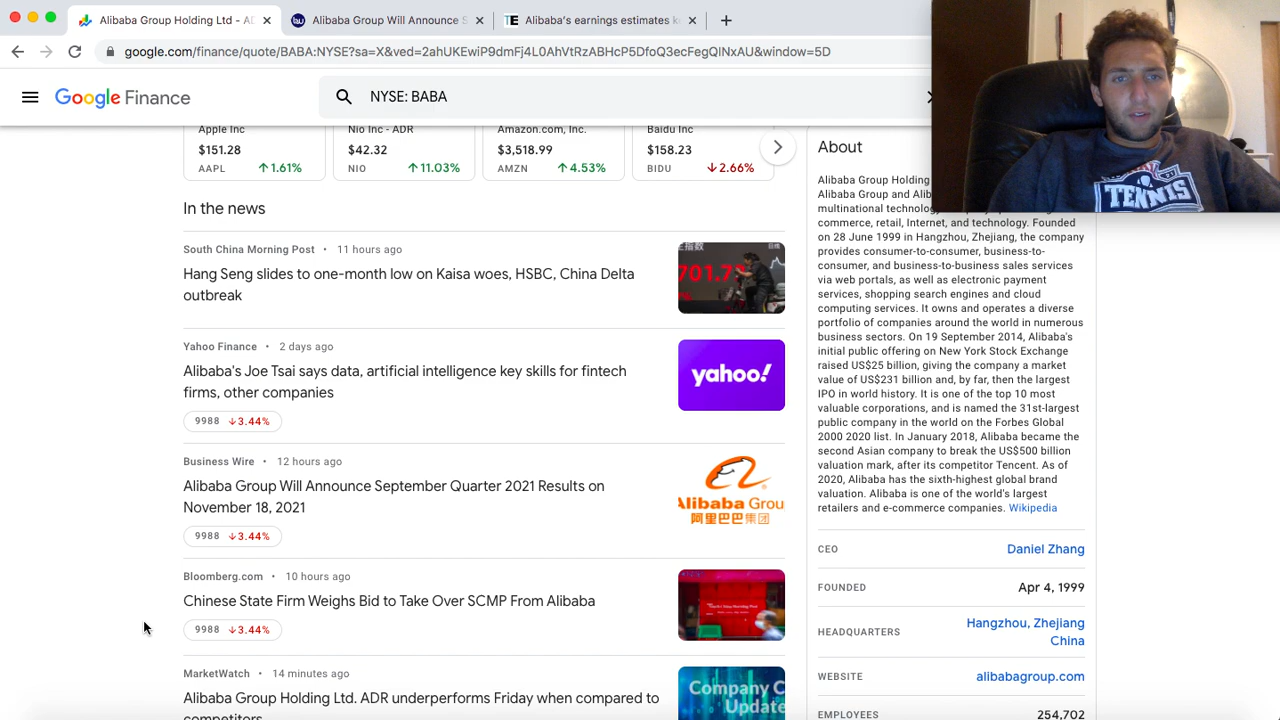 Alibaba Group Holding Ltd - AD
Alibaba Group Will Announce S
TE Alibaba's earnings estimates k
google.com/finance/quote/BABA:NYSE?sa=X&ved=2ahUKEwiP9dmFj4L0AhVtRzABHcP5DfoQ3ecFegQINxAU&window=5D
Google Finance
NYSE: BABA
Apple Inc
$151.28
AAPL ↑1.61%
Nio Inc - ADR
$42.32
NIO ↑11.03%
Amazon.com, Inc.
$3,518.99
AMZN ↑4.53%
Baidu Inc
$158.23
BIDU ↓2.66%
In the news
South China Morning Post • 11 hours ago
Hang Seng slides to one-month low on Kaisa woes, HSBC, China Delta
outbreak
Yahoo Finance • 2 days ago
Alibaba's Joe Tsai says data, artificial intelligence key skills for fintech
firms, other companies
9988 ↓3.44%
yahoo!
Business Wire • 12 hours ago
Alibaba Group Will Announce September Quarter 2021 Results on
November 18, 2021
9988 ↓3.44%
Alibaba Grou
阿里巴巴集团
Bloomberg.com • 10 hours ago
Chinese State Firm Weighs Bid to Take Over SCMP From Alibaba
9988 ↓3.44%
MarketWatch • 14 minutes ago
Alibaba Group Holding Ltd. ADR underperforms Friday when compared to
competitors
Company C
Update
About
Alibaba Group Holding
Alibaba Group and Alib
multinational technolog
commerce, retail, Internet, and technology. Founded
on 28 June 1999 in Hangzhou, Zhejiang, the company
provides consumer-to-consumer, business-to-
consumer, and business-to-business sales services
via web portals, as well as electronic payment
services, shopping search engines and cloud
computing services. It owns and operates a diverse
portfolio of companies around the world in numerous
business sectors. On 19 September 2014, Alibaba's
initial public offering on New York Stock Exchange
raised US$25 billion, giving the company a market
value of US$231 billion and, by far, then the largest
IPO in world history. It is one of the top 10 most
valuable corporations, and is named the 31st-largest
public company in the world on the Forbes Global
2000 2020 list. In January 2018, Alibaba became the
second Asian company to break the US$500 billion
valuation mark, after its competitor Tencent. As of
2020, Alibaba has the sixth-highest global brand
valuation. Alibaba is one of the world's largest
retailers and e-commerce companies. Wikipedia
CEO Daniel Zhang
FOUNDED Apr 4, 1999
HEADQUARTERS Hangzhou, Zhejiang
China
WEBSITE alibabagroup.com
EMPLOYEES 254,702
TENNIS